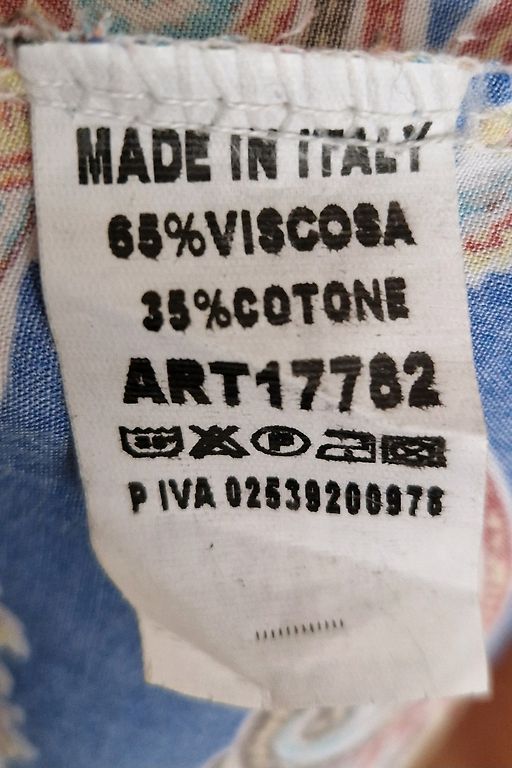 MADE IN ITALY
65%VISCOSA
35%COTONE
ART17782
P
P IVA 02539200978